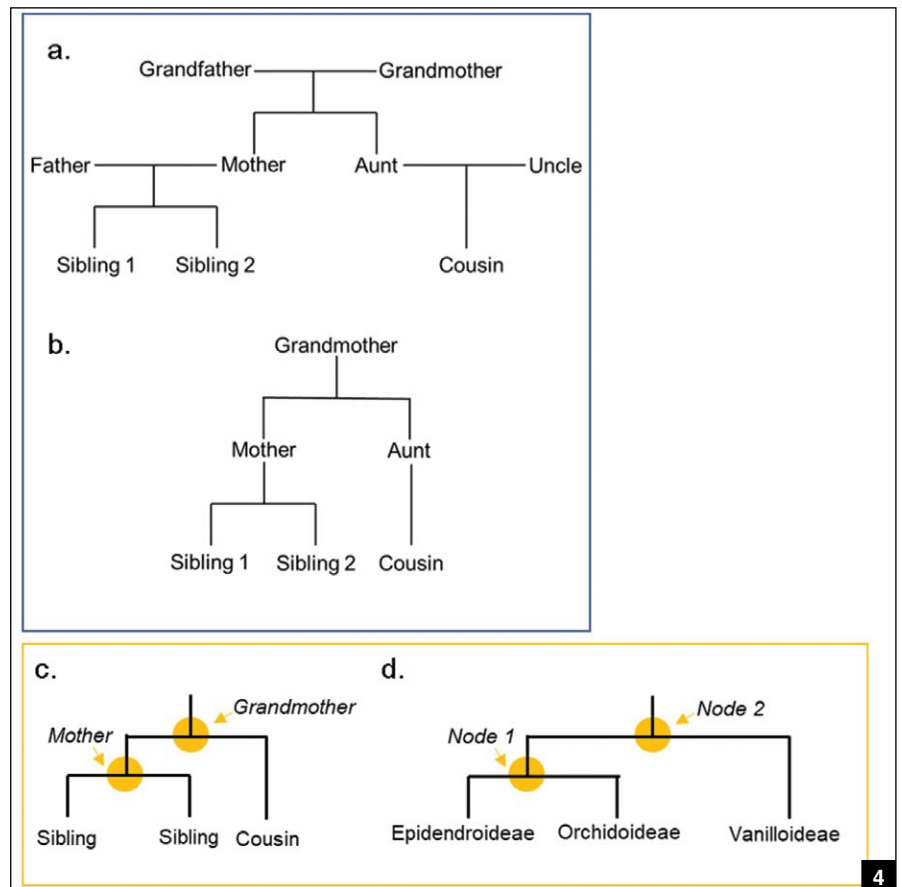 a.
Grandfather Grandmother
Father Mother Aunt Uncle
Sibling 1 Sibling 2 Cousin
b.
Grandmother
Mother Aunt
Sibling 1 Sibling 2 Cousin
c.
Grandmother
Mother
Sibling Sibling Cousin
d.
Node 2
Node 1
Epidendroideae Orchidoideae Vanilloideae
4